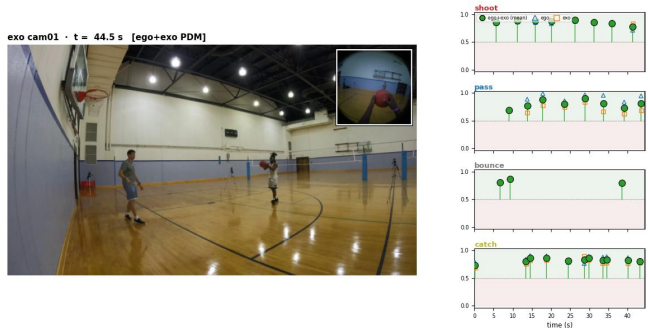 exo cam01 · t = 44.5 s [ego+exo PDM]
shoot
1.0
0.5
0.0
ego+exo (mean) ego exo
pass
1.0
0.5
0.0
bounce
1.0
0.5
0.0
catch
1.0
0.5
0.0
0 5 10 15 20 25 30 35 40
time (s)